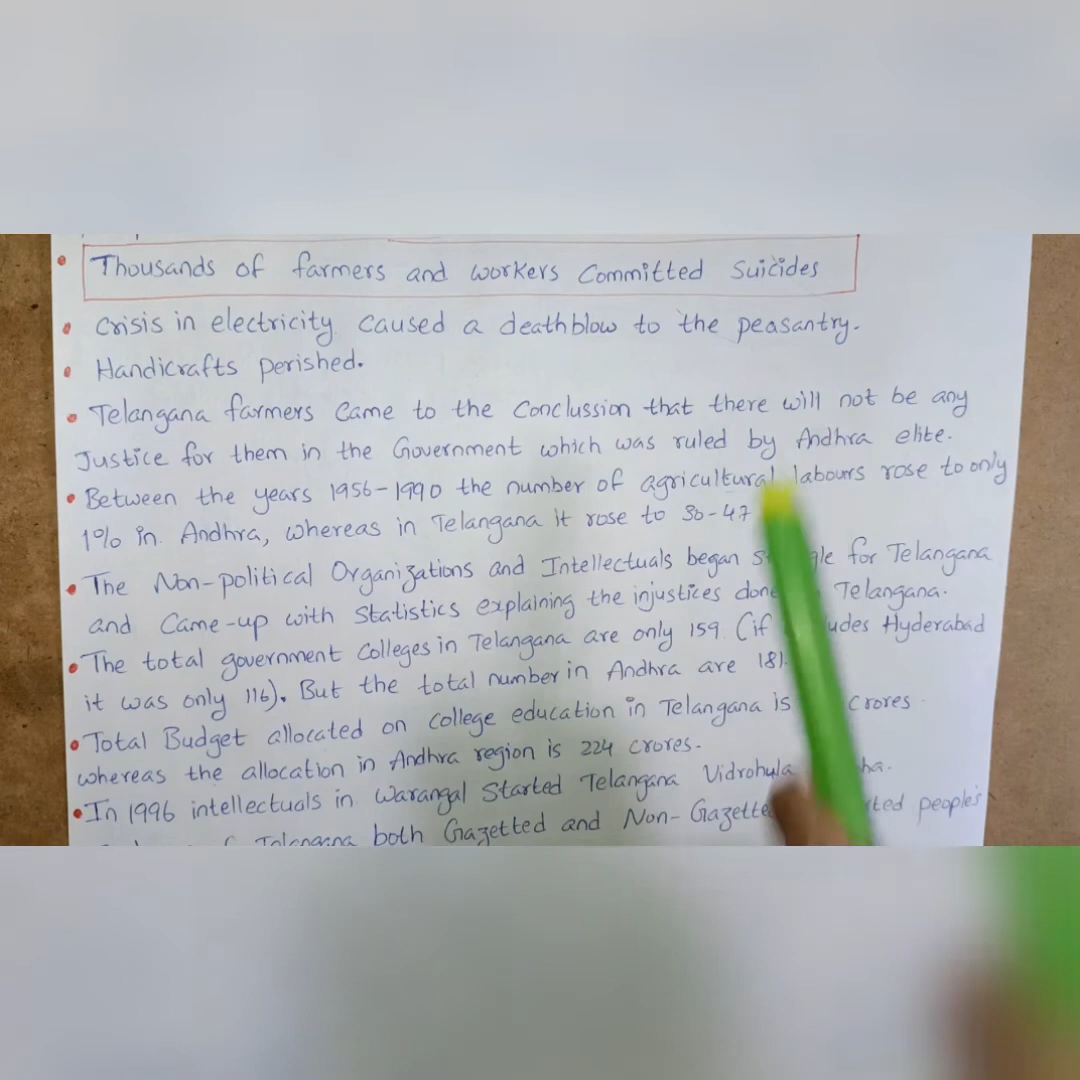 Thousands of farmers and workers Committed Suicides
Crisis in electricity caused a deathblow to the peasantry.
Handicrafts perished.
Telangana farmers came to the Conclussion that there will not be any
Justice for them in the Government which was ruled by Andhra elite.
Between the years 1956-1990 the number of agricultural labours rose to only
1% in Andhra, whereas in Telangana it rose to 30-47
The Non-political Organizations and Intellectuals began for Telangana
and Came-up with Statistics explaining the injustices done Telangana.
The total government Colleges in Telangana are only 159 (if Hyderabad
it was only 116). But the total number in Andhra are 181.
Total Budget allocated on college education in Telangana is crores
whereas the allocation in Andhra region is 224 crores.
In 1996 intellectuals in Warangal Started Telangana Vidrohula
Telangana both Gazetted and Non-Gazetted people's